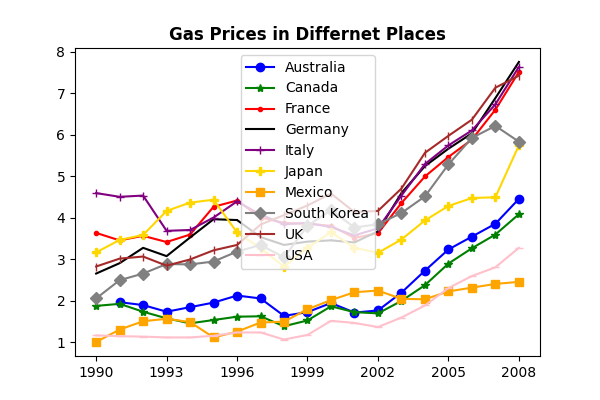 Gas Prices in Differnet Places
8
7
6
5
4
3
2
1
Australia
Canada
France
Germany
Italy
Japan
Mexico
South Korea
UK
USA
1990 1993 1996 1999 2002 2005 2008